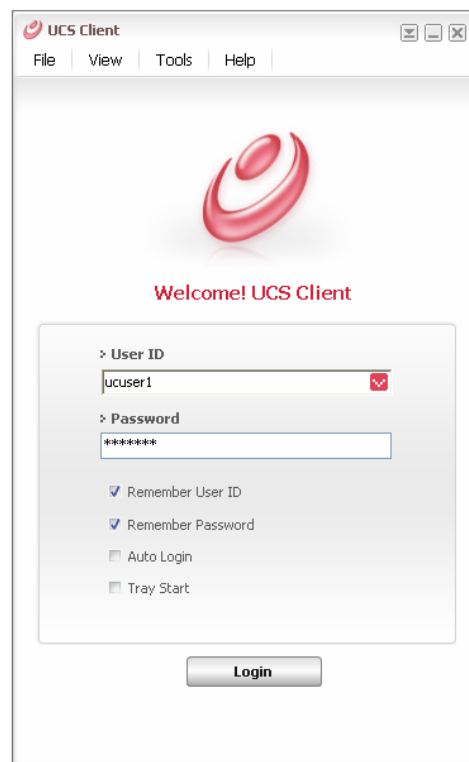 UCS Client
File View Tools Help
Welcome! UCS Client
User ID
ucuser1
Password
*******
Remember User ID
Remember Password
Auto Login
Tray Start
Login